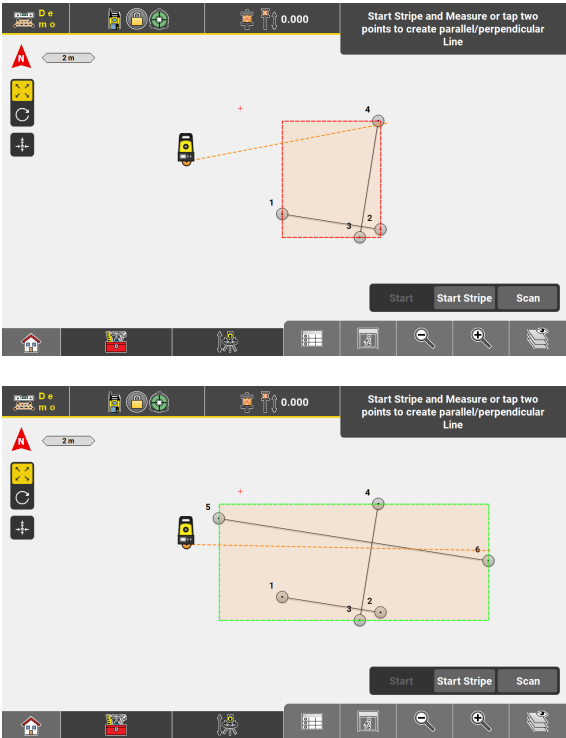 De
mo
0.000
Start Stripe and Measure or tap two
points to create parallel/perpendicular
Line
N
2 m
4
1
2
3
Start
Start Stripe
Scan
De
mo
0.000
Start Stripe and Measure or tap two
points to create parallel/perpendicular
Line
N
2 m
4
5
6
1
2
3
Start
Start Stripe
Scan